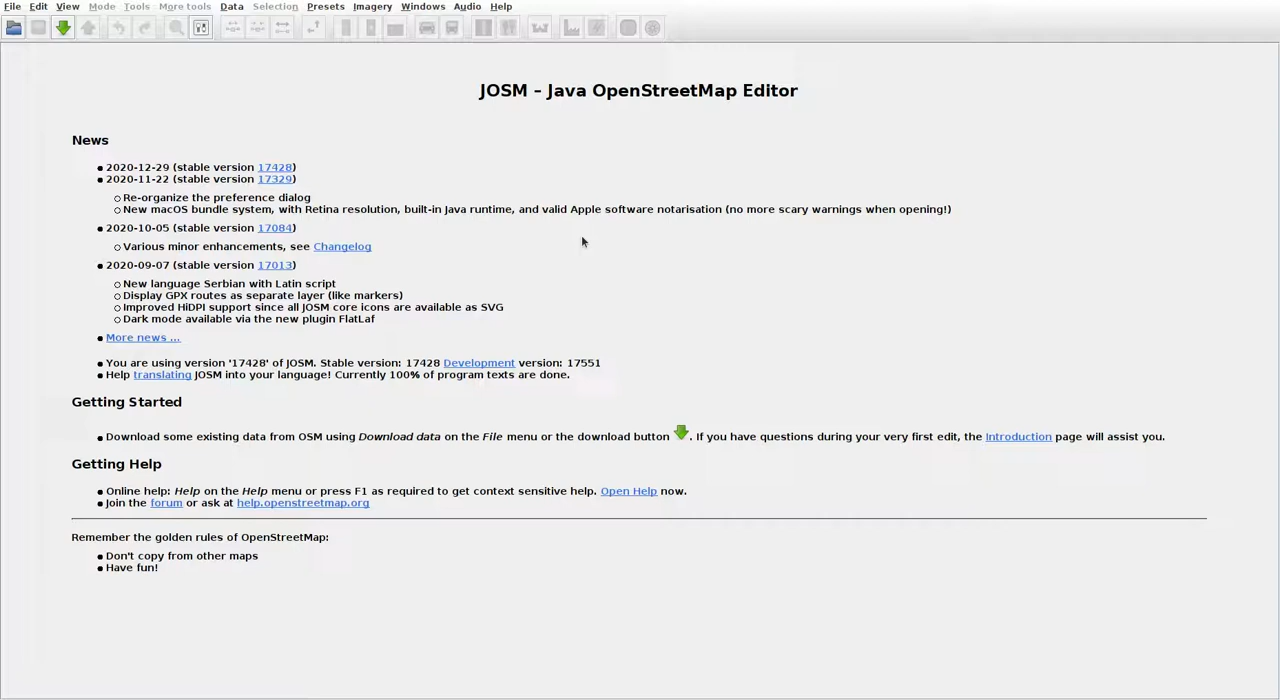 File Edit View Mode Tools More tools Data Selection Presets Imagery Windows Audio Help
JOSM – Java OpenStreetMap Editor
News
2020-12-29 (stable version 17428)
2020-11-22 (stable version 17329)
Re-organize the preference dialog
New macOS bundle system, with Retina resolution, built-in Java runtime, and valid Apple software notarisation (no more scary warnings when opening!)
2020-10-05 (stable version 17084)
Various minor enhancements, see Changelog
2020-09-07 (stable version 17013)
New language Serbian with Latin script
Display GPX routes as separate layer (like markers)
Improved HiDPI support since all JOSM core icons are available as SVG
Dark mode available via the new plugin FlatLaf
More news ...
You are using version '17428' of JOSM. Stable version: 17428 Development version: 17551
Help translating JOSM into your language! Currently 100% of program texts are done.
Getting Started
Download some existing data from OSM using Download data on the File menu or the download button . If you have questions during your very first edit, the Introduction page will assist you.
Getting Help
Online help: Help on the Help menu or press F1 as required to get context sensitive help. Open Help now.
Join the forum or ask at help.openstreetmap.org
Remember the golden rules of OpenStreetMap:
Don't copy from other maps
Have fun!